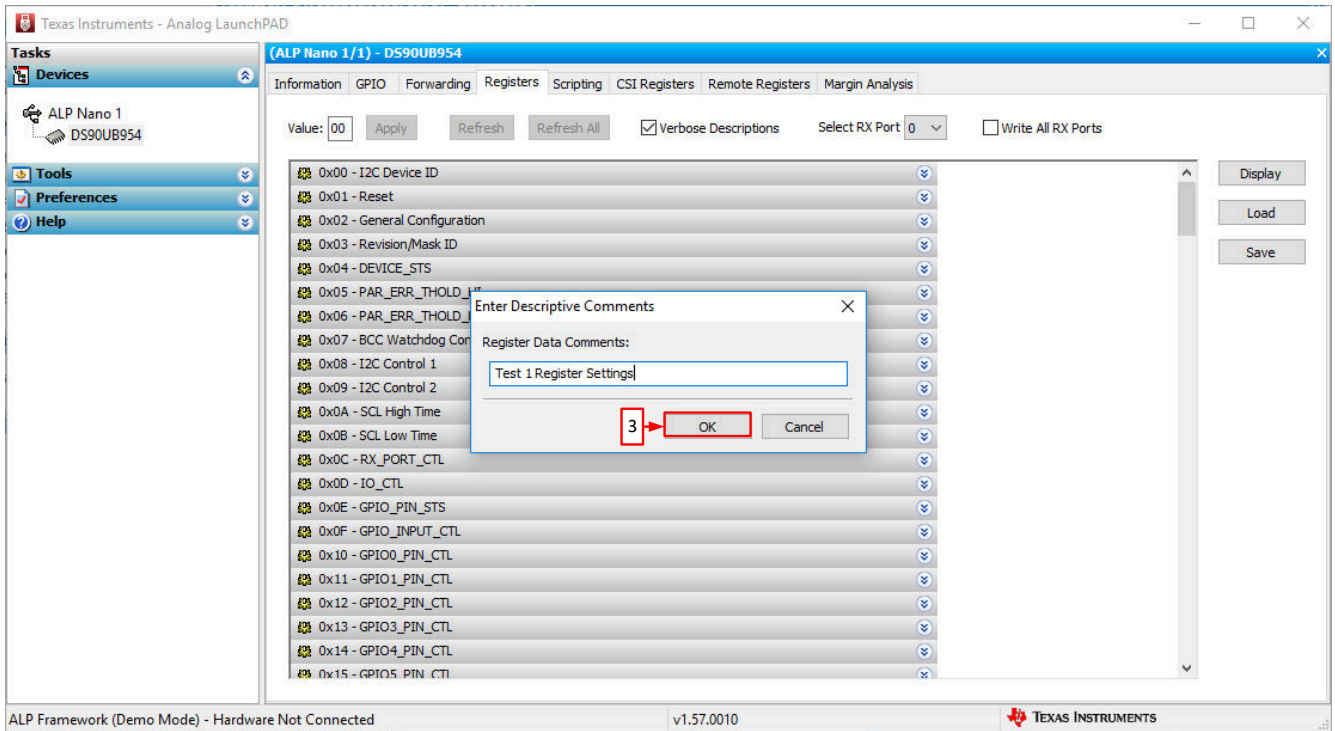 Texas Instruments - Analog LaunchPAD
Tasks
Devices
ALP Nano 1
DS90UB954
Tools
Preferences
Help
(ALP Nano 1/1) - DS90UB954
Information GPIO Forwarding Registers Scripting CSI Registers Remote Registers Margin Analysis
Value: 00 Apply Refresh Refresh All Verbose Descriptions Select RX Port 0 Write All RX Ports
0x00 - I2C Device ID
0x01 - Reset
0x02 - General Configuration
0x03 - Revision/Mask ID
0x04 - DEVICE_STS
0x05 - PAR_ERR_THOLD_HI
0x06 - PAR_ERR_THOLD_
0x07 - BCC Watchdog Con
0x08 - I2C Control 1
0x09 - I2C Control 2
0x0A - SCL High Time
0x0B - SCL Low Time
0x0C - RX_PORT_CTL
0x0D - IO_CTL
0x0E - GPIO_PIN_STS
0x0F - GPIO_INPUT_CTL
0x10 - GPIO0_PIN_CTL
0x11 - GPIO1_PIN_CTL
0x12 - GPIO2_PIN_CTL
0x13 - GPIO3_PIN_CTL
0x14 - GPIO4_PIN_CTL
0x15 - GPIO5_PIN_CTL
Display
Load
Save
Enter Descriptive Comments
Register Data Comments:
Test 1 Register Settings
3 OK Cancel
ALP Framework (Demo Mode) - Hardware Not Connected v1.57.0010 TEXAS INSTRUMENTS